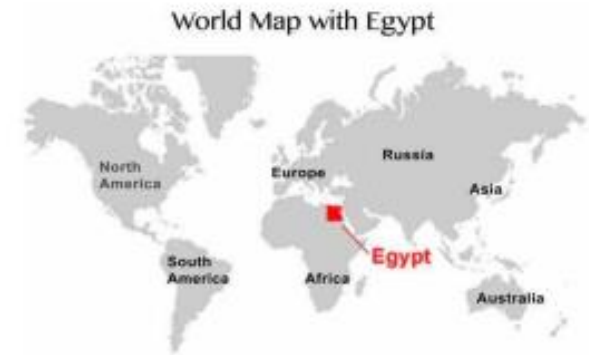 World Map with Egypt
Russia
North
America
Europe
Asia
Egypt
South
America
Africa
Australia